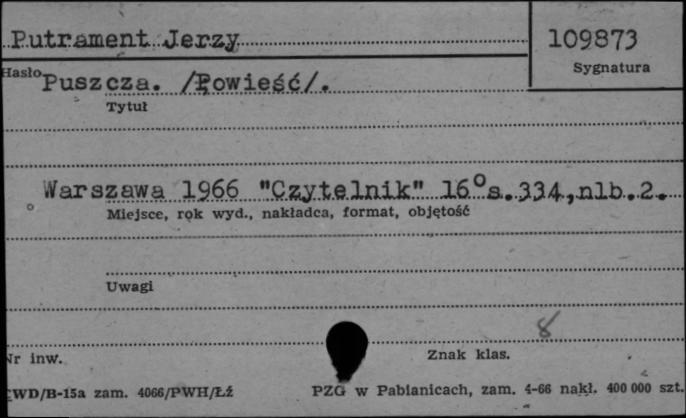 Putrament Jerzy
109873
Hasło
Sygnatura
Puszcza. /Powieść/.
Tytuł
Warszawa 1966 "Czytelnik" 16° s.334,nlb.2.
Miejsce, rok wyd., nakładca, format, objętość
Uwagi
8
Nr inw.
Znak klas.
WD/B-15a zam. 4066/PWH/Łź
PZG w Pabianicach, zam. 4-66 nakł. 400 000 szt.